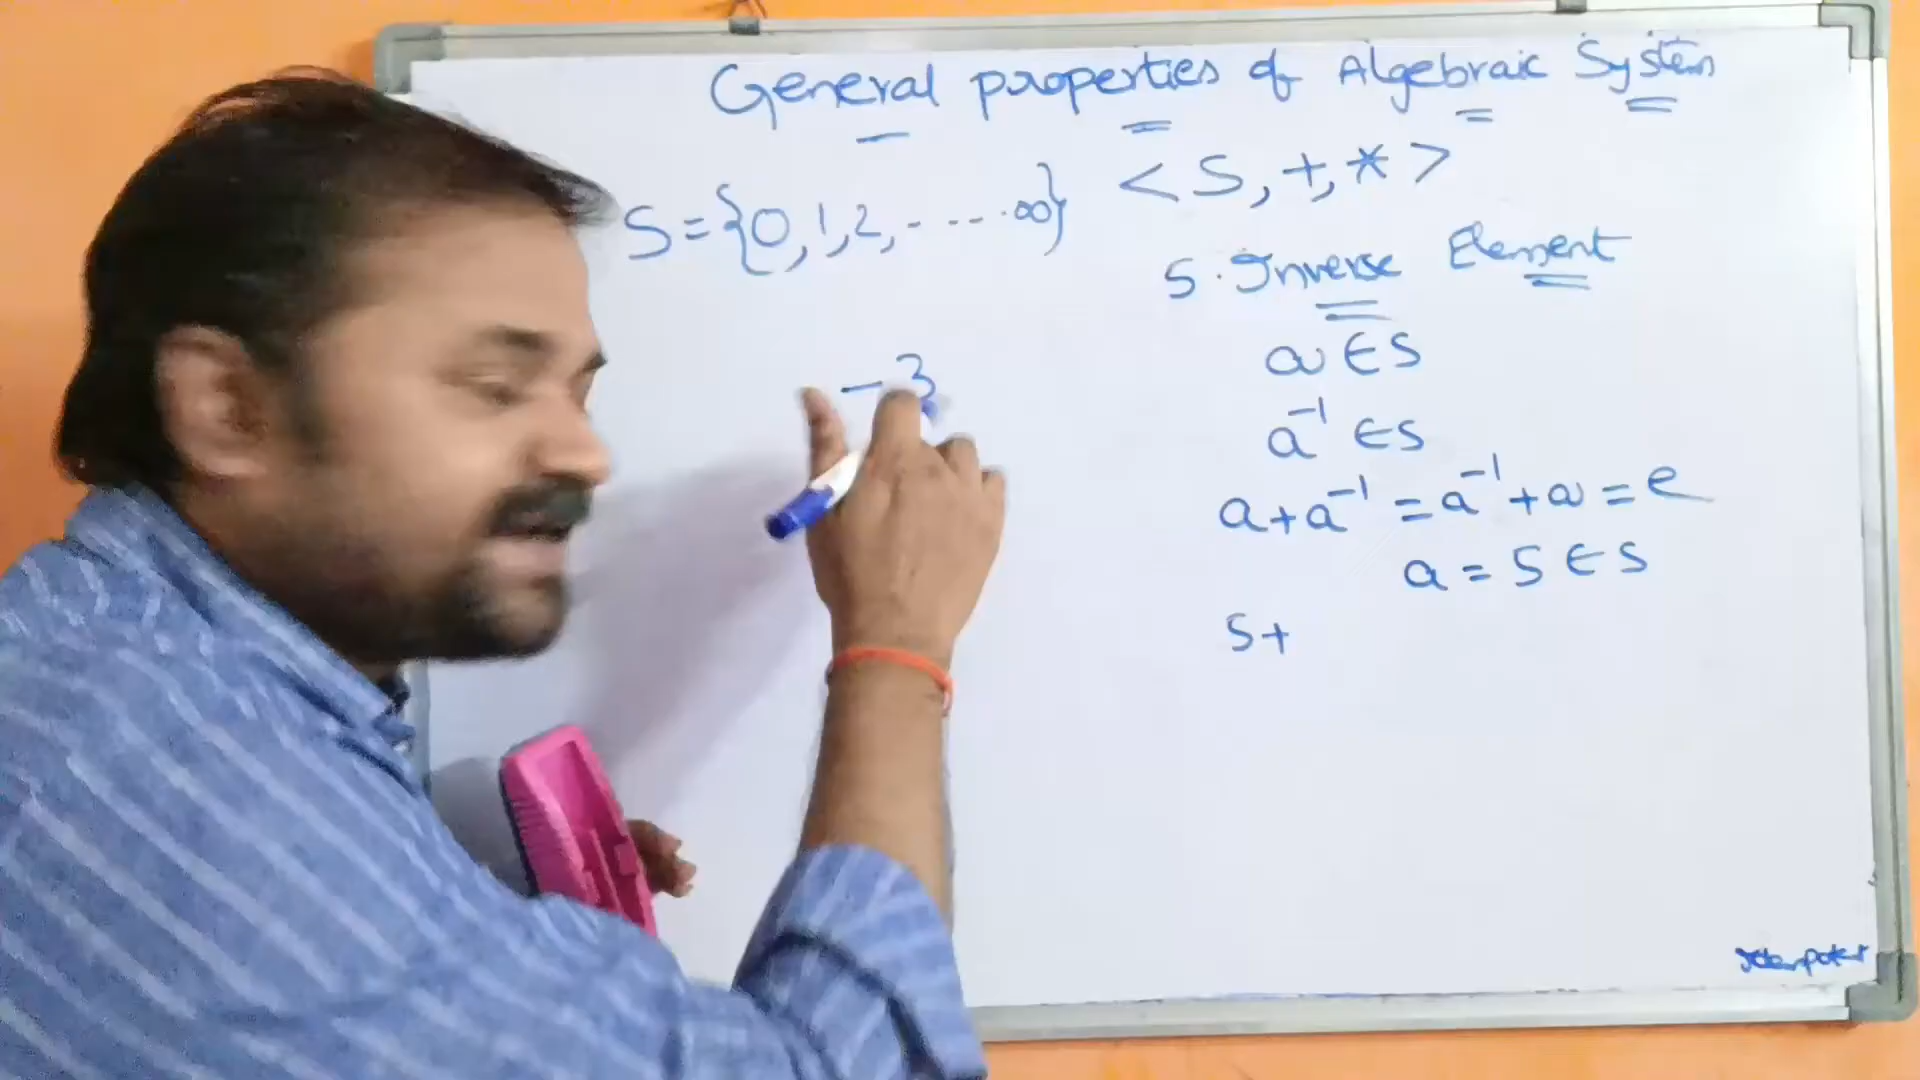 General properties of Algebraic System
S={0,1,2,-----∞} <S,+,*>
5. Inverse Element
a ∈ S
a⁻¹ ∈ S
a+a⁻¹ = a⁻¹+a = e
a = 5 ∈ S
5+
-3